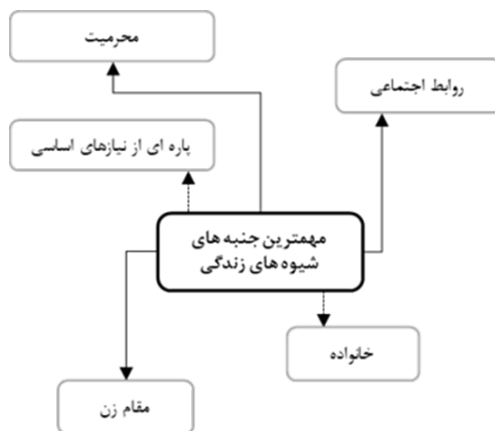 محرمیت
روابط اجتماعی
پاره ای از نیازهای اساسی
مهمترین جنبه های
شیوه های زندگی
خانواده
مقام زن